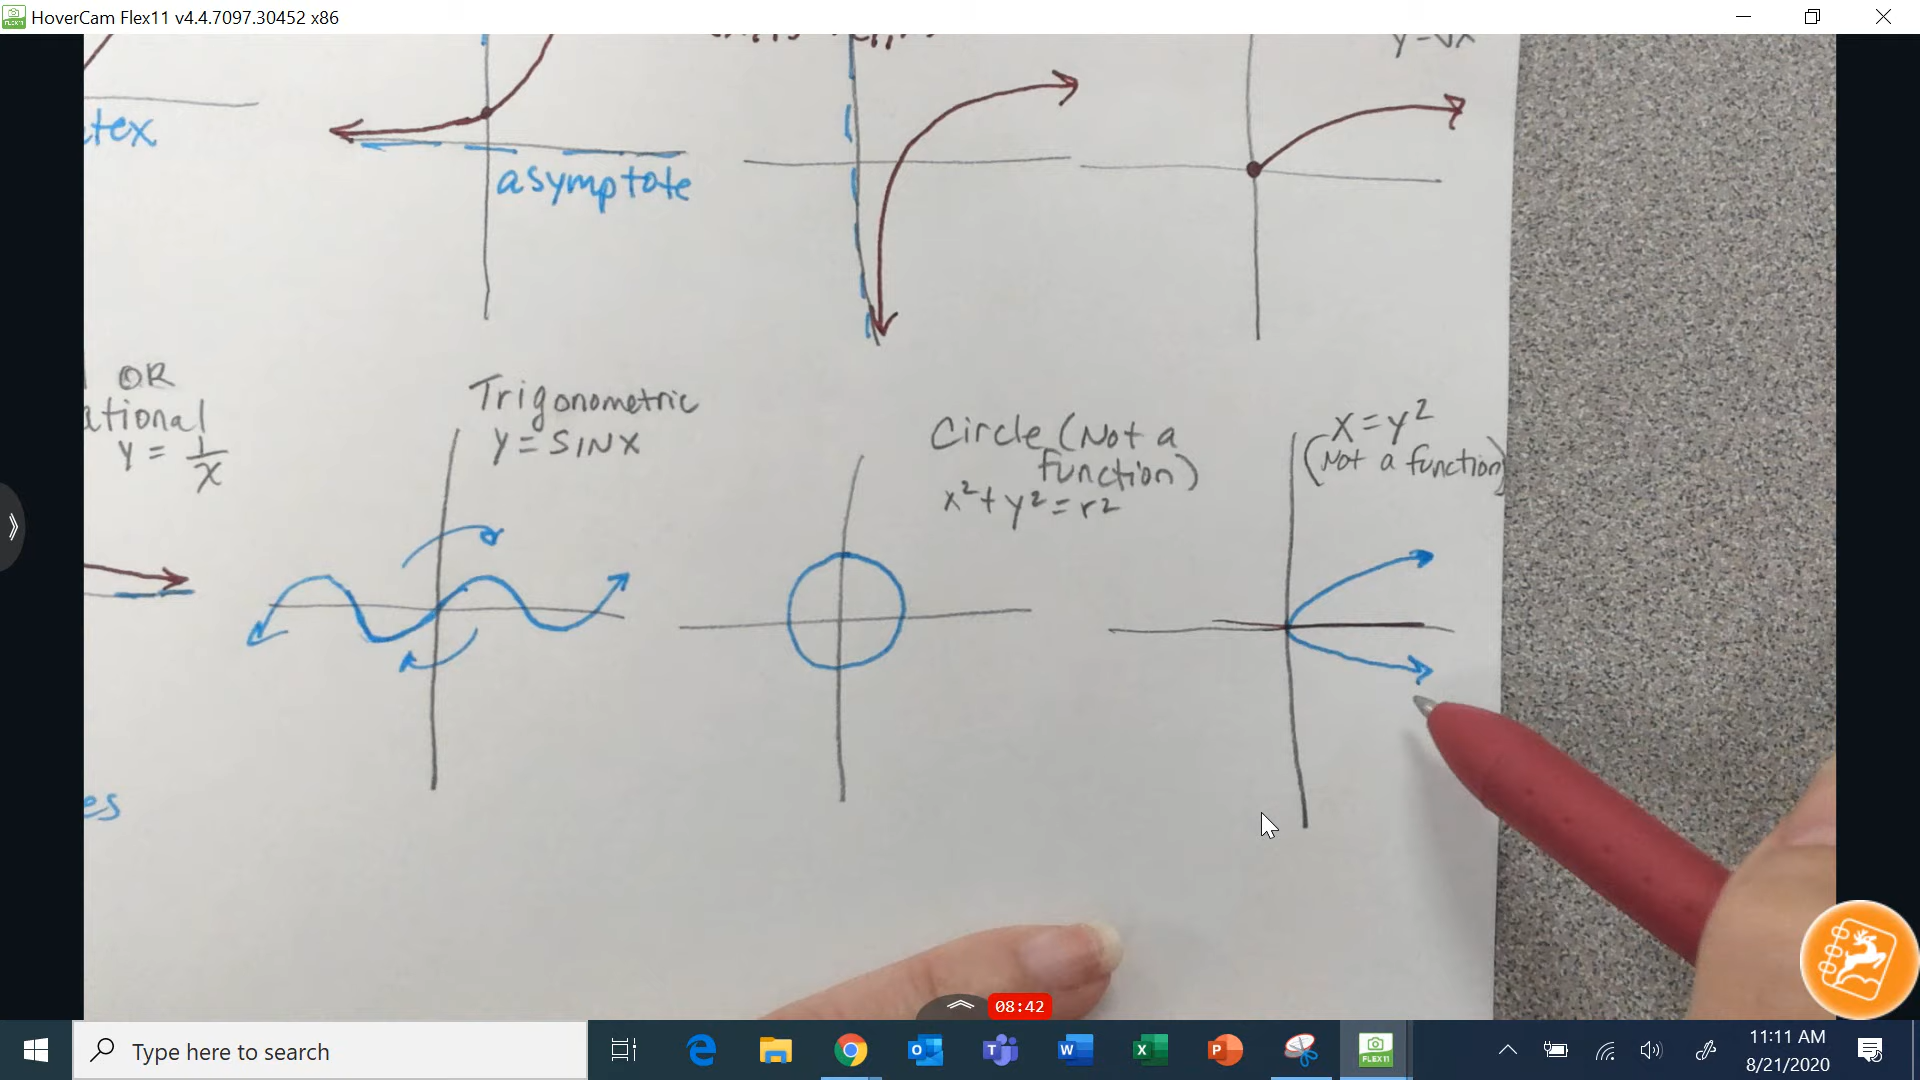 HoverCam Flex11 v4.4.7097.30452 x86
y=√x
tex
asymptote
OR
ational
y = 1/x
Trigonometric
y = SIN X
Circle (Not a
function)
x²+y²=r²
x=y²
(Not a function)
es
08:42
Type here to search
FLEX11
11:11 AM
8/21/2020